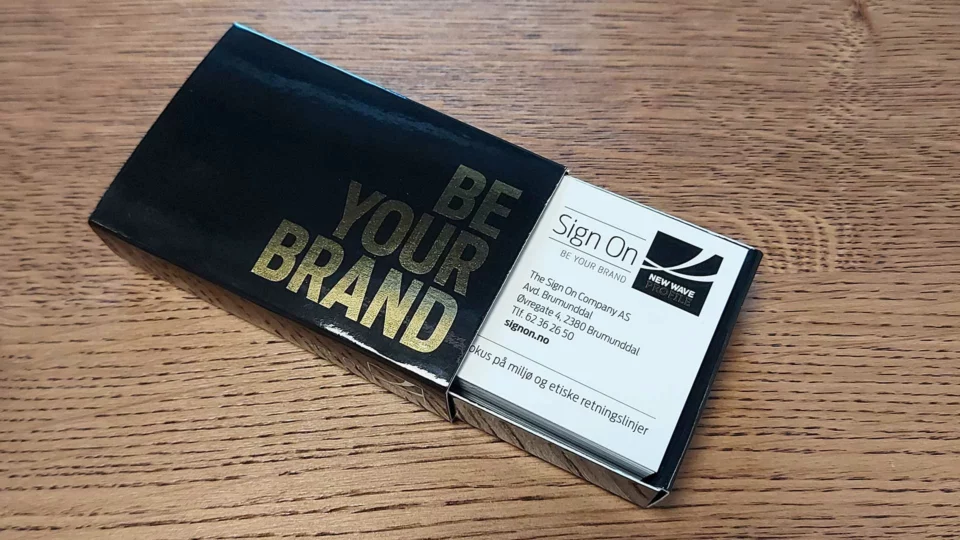 BE
YOUR
BRAND
Sign On
BE YOUR BRAND
NEW WAVE
PROFILE
The Sign On Company AS
Avd. Brumunddal
Øvregate 4, 2380 Brumunddal
Tlf. 62 36 26 50
signon.no
okus på miljø og etiske retningslinjer